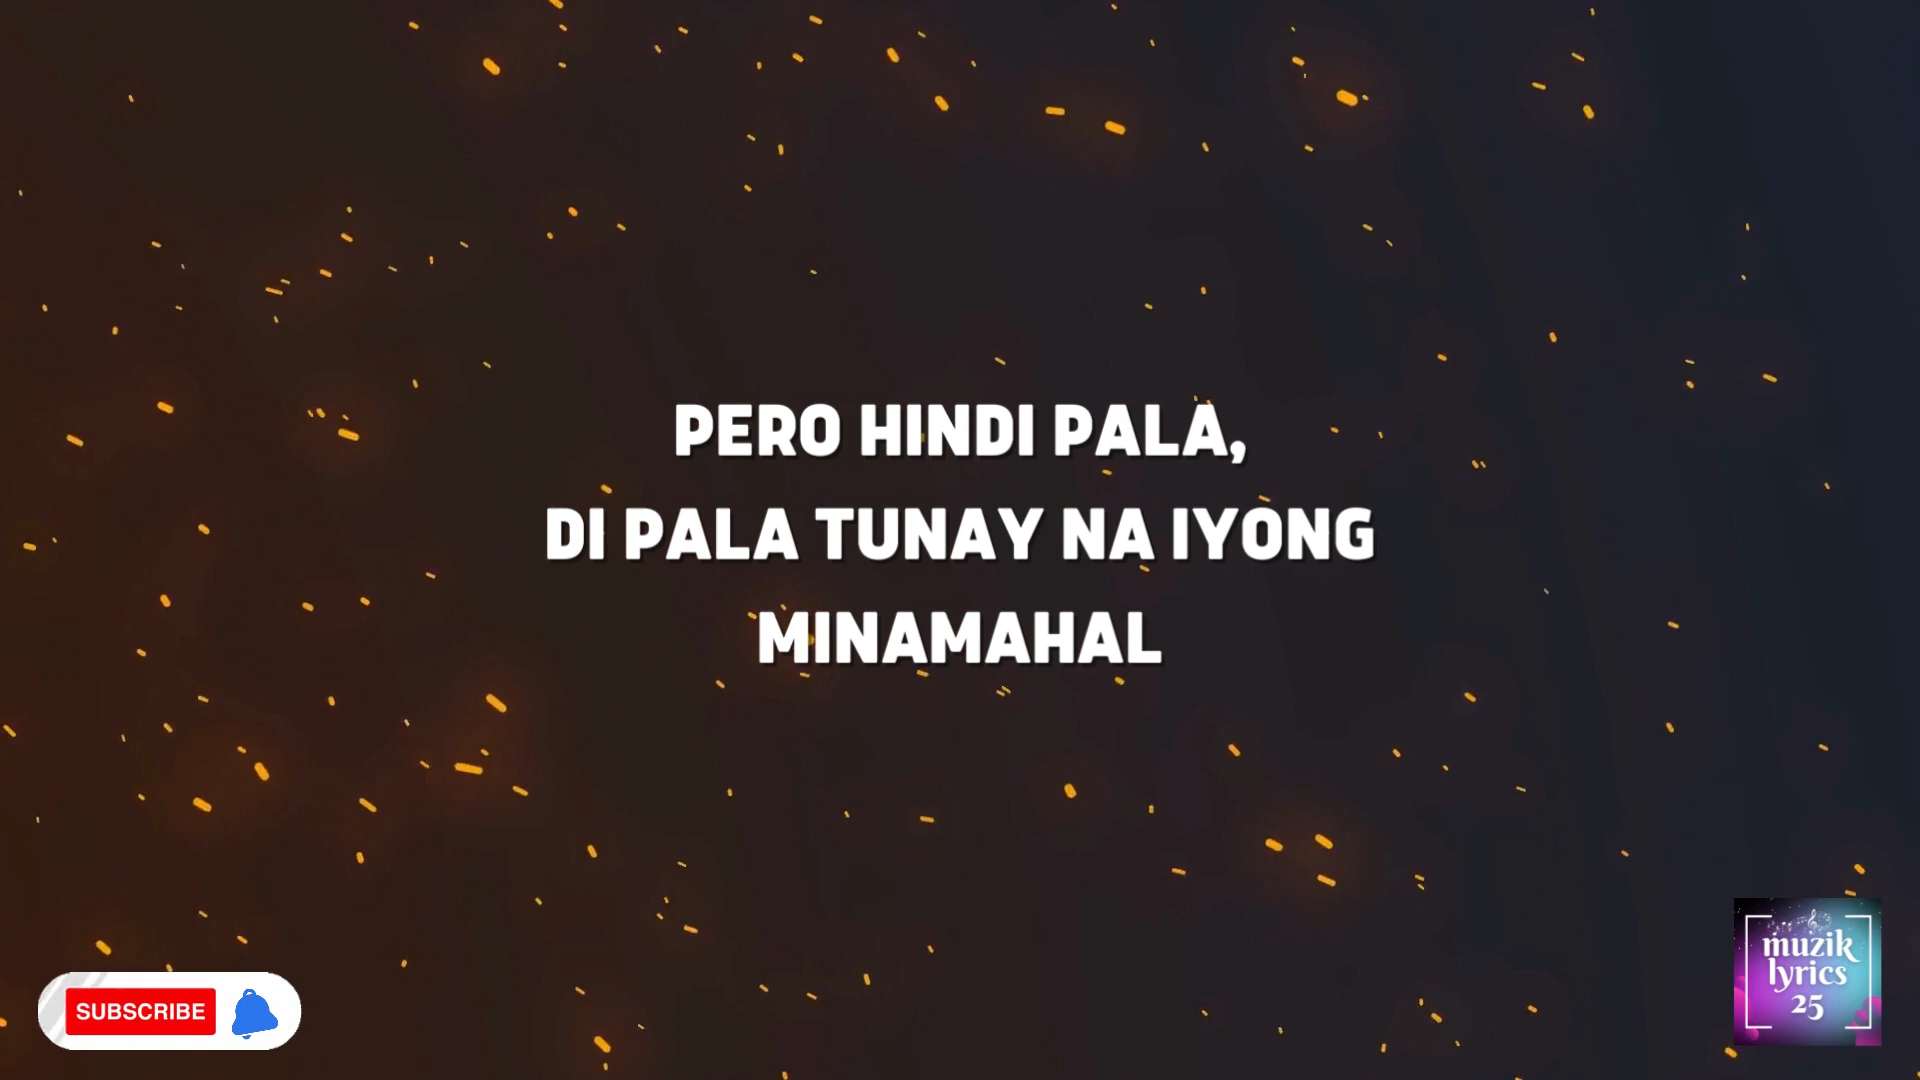 PERO HINDI PALA,
DI PALA TUNAY NA IYONG
MINAMAHAL
SUBSCRIBE
muzik
lyrics
25